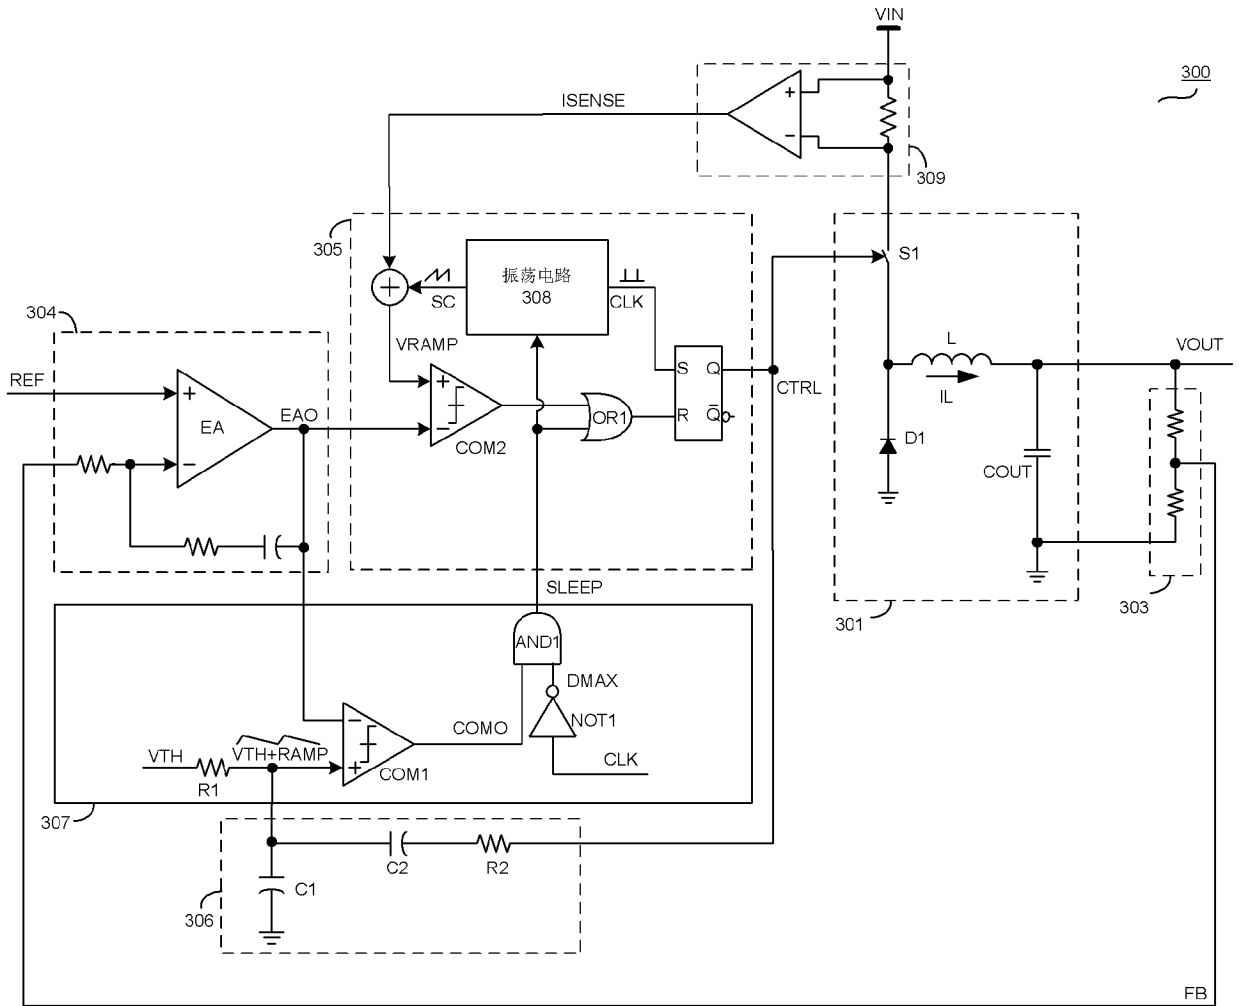 VIN
300
ISENSE
+
−
309
305
振荡电路
308
SC
CLK
S1
304
VRAMP
L
VOUT
REF
EAO
EA
+
−
+
−
COM2
OR1
S
Q
R
Q̅
CTRL
IL
D1
COUT
SLEEP
303
301
AND1
DMAX
NOT1
COMO
CLK
VTH
VTH+RAMP
−
+
COM1
R1
307
C2
R2
C1
306
FB